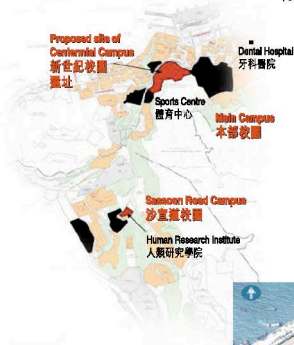 Proposed site of
Centennial Campus
新世紀校園
選址
Dental Hospital
牙科醫院
Sports Centre
體育中心
Main Campus
本部校園
Sassoon Road Campus
沙宣道校園
Human Research Institute
人類研究學院